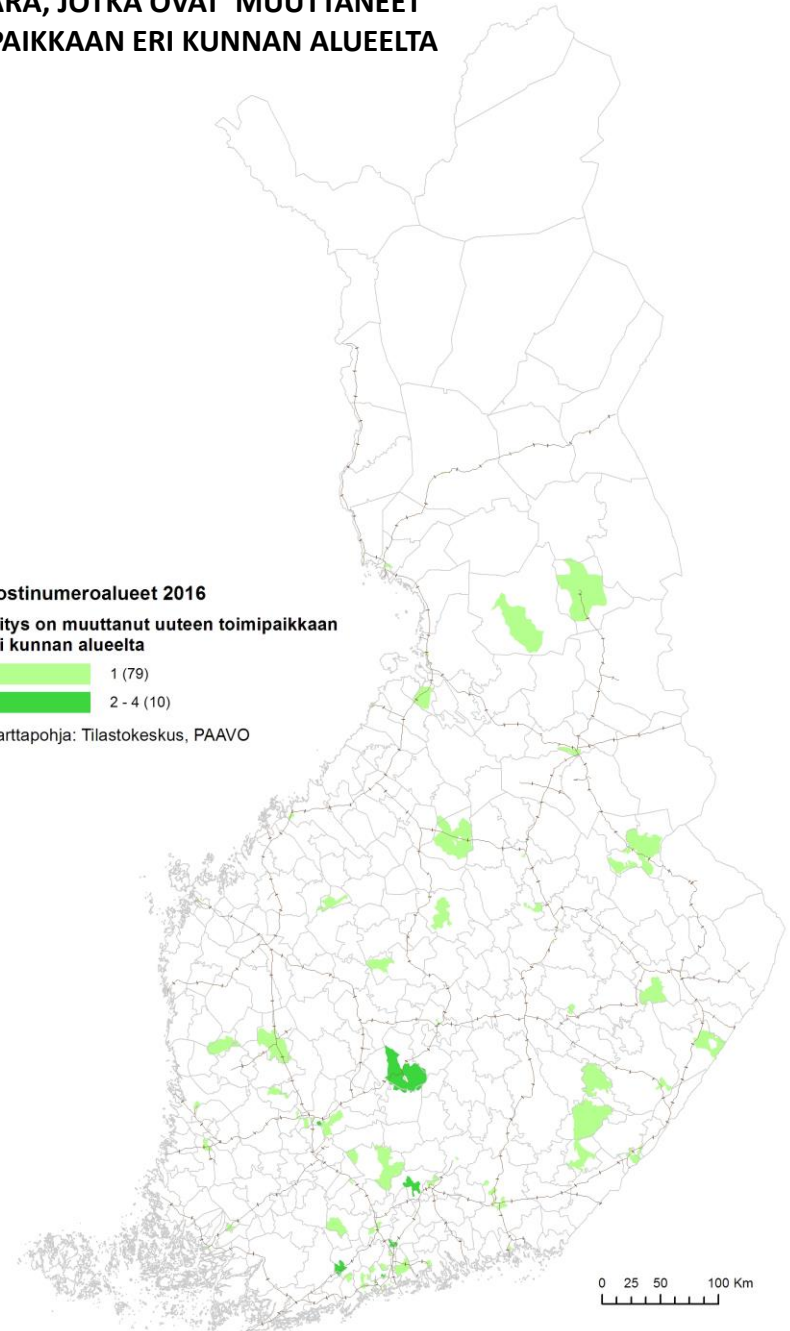 ÄRÄ, JOTKA OVAT MUUTTANEET
PAIKKAAN ERI KUNNAN ALUEELTA
ostinumeroalueet 2016
itys on muuttanut uuteen toimipaikkaan
i kunnan alueelta
1 (79)
2 - 4 (10)
arttapohja: Tilastokeskus, PAAVO
0 25 50 100 Km